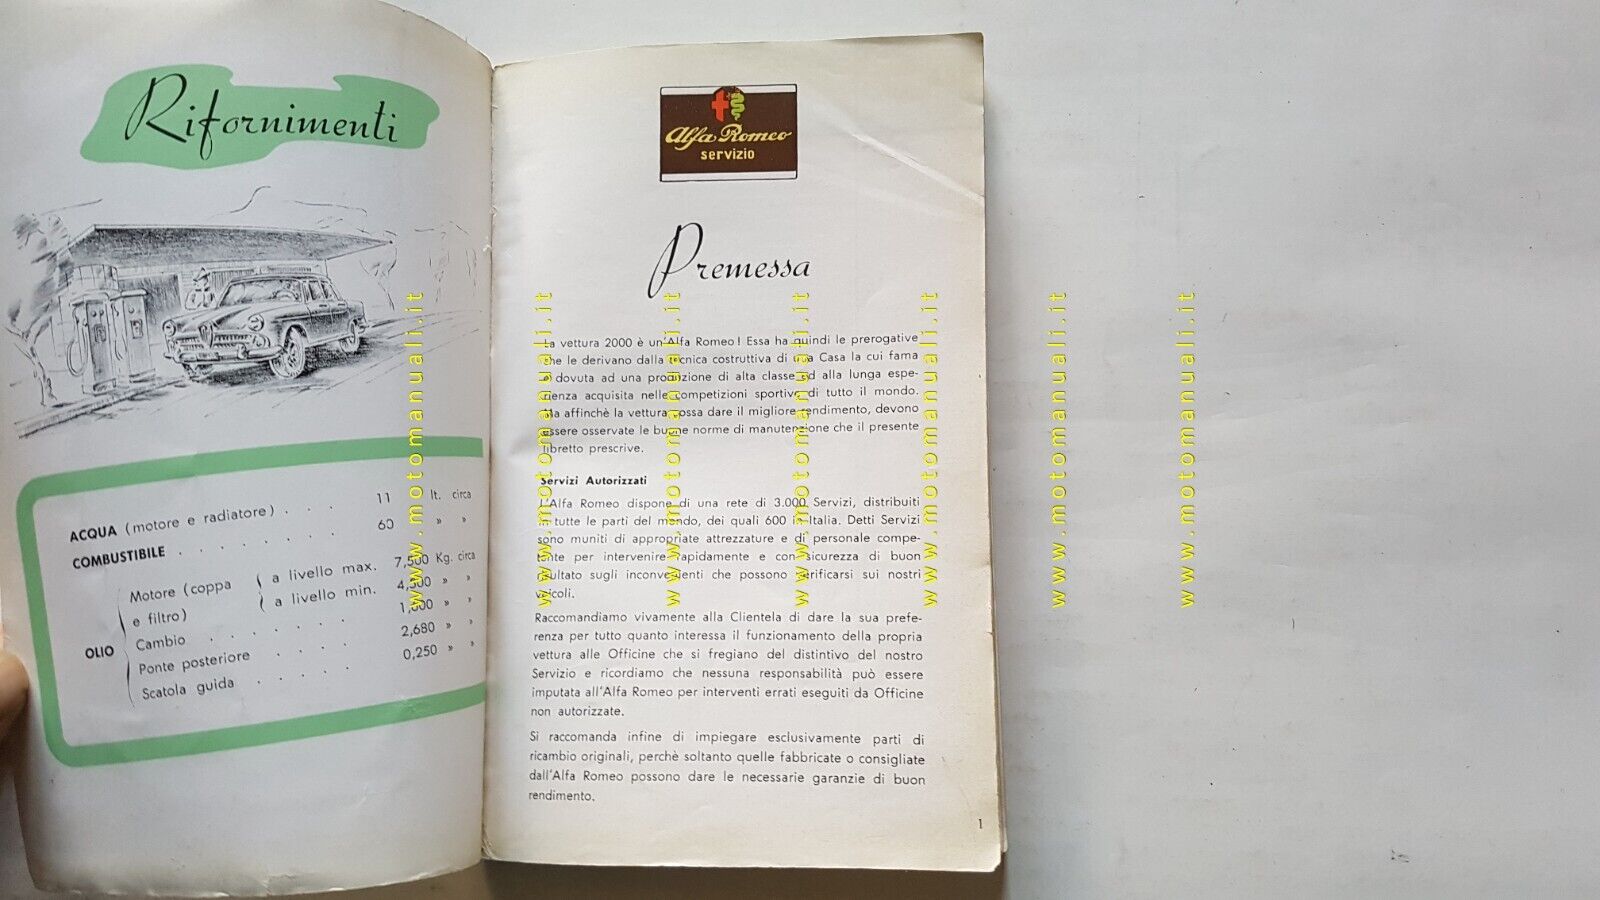 Rifornimenti
ACQUA (motore e radiatore) . . . 11 lt. circa
COMBUSTIBILE . . . . . . . . 60 » »
OLIO
Motore (coppa e filtro)
a livello max. 7,500 Kg. circa
a livello min. » »
Cambio . . . . . . . » »
Ponte posteriore . . . . 2,680 » »
Scatola guida . . . . . 0,250 » »
Alfa Romeo
servizio
Premessa
La vettura 2000 è un'Alfa Romeo! Essa ha quindi le prerogative
che le derivano dalla tecnica costruttiva di una Casa la cui fama
è dovuta ad una produzione di alta classe ed alla lunga espe-
rienza acquisita nelle competizioni sportive di tutto il mondo.
Ma affinchè la vettura possa dare il migliore rendimento, devono
essere osservate le buone norme di manutenzione che il presente
libretto prescrive.
Servizi Autorizzati
L'Alfa Romeo dispone di una rete di 3.000 Servizi, distribuiti
in tutte le parti del mondo, dei quali 600 in Italia. Detti Servizi
sono muniti di appropriate attrezzature e di personale compe-
tente per intervenire rapidamente e con sicurezza di buon
risultato sugli inconvenienti che possono verificarsi sui nostri
veicoli.
Raccomandiamo vivamente alla Clientela di dare la sua prefe-
renza per tutto quanto interessa il funzionamento della propria
vettura alle Officine che si fregiano del distintivo del nostro
Servizio e ricordiamo che nessuna responsabilità può essere
imputata all'Alfa Romeo per interventi errati eseguiti da Officine
non autorizzate.
Si raccomanda infine di impiegare esclusivamente parti di
ricambio originali, perchè soltanto quelle fabbricate o consigliate
dall'Alfa Romeo possono dare le necessarie garanzie di buon
rendimento.
1
www.motomanuali.it
www.motomanuali.it
www.motomanuali.it
www.motomanuali.it
www.motomanuali.it
www.motomanuali.it
www.motomanuali.it